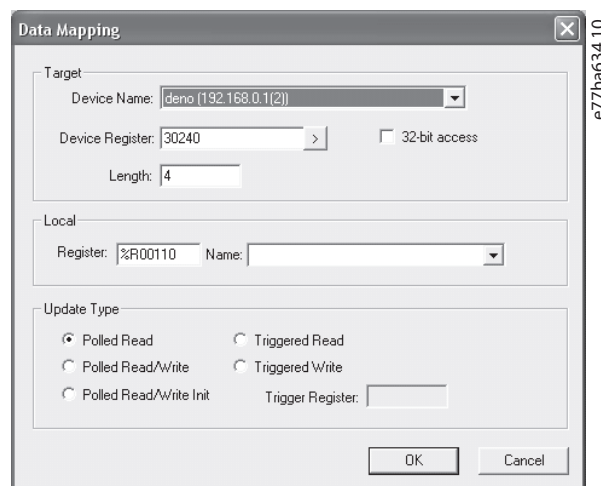 Data Mapping
Target
Device Name: deno (192.168.0.1(2))
Device Register: 30240 > 32-bit access
Length: 4
Local
Register: %R00110 Name:
Update Type
Polled Read Triggered Read
Polled Read/Write Triggered Write
Polled Read/Write Init Trigger Register:
OK Cancel
e77ha634.10